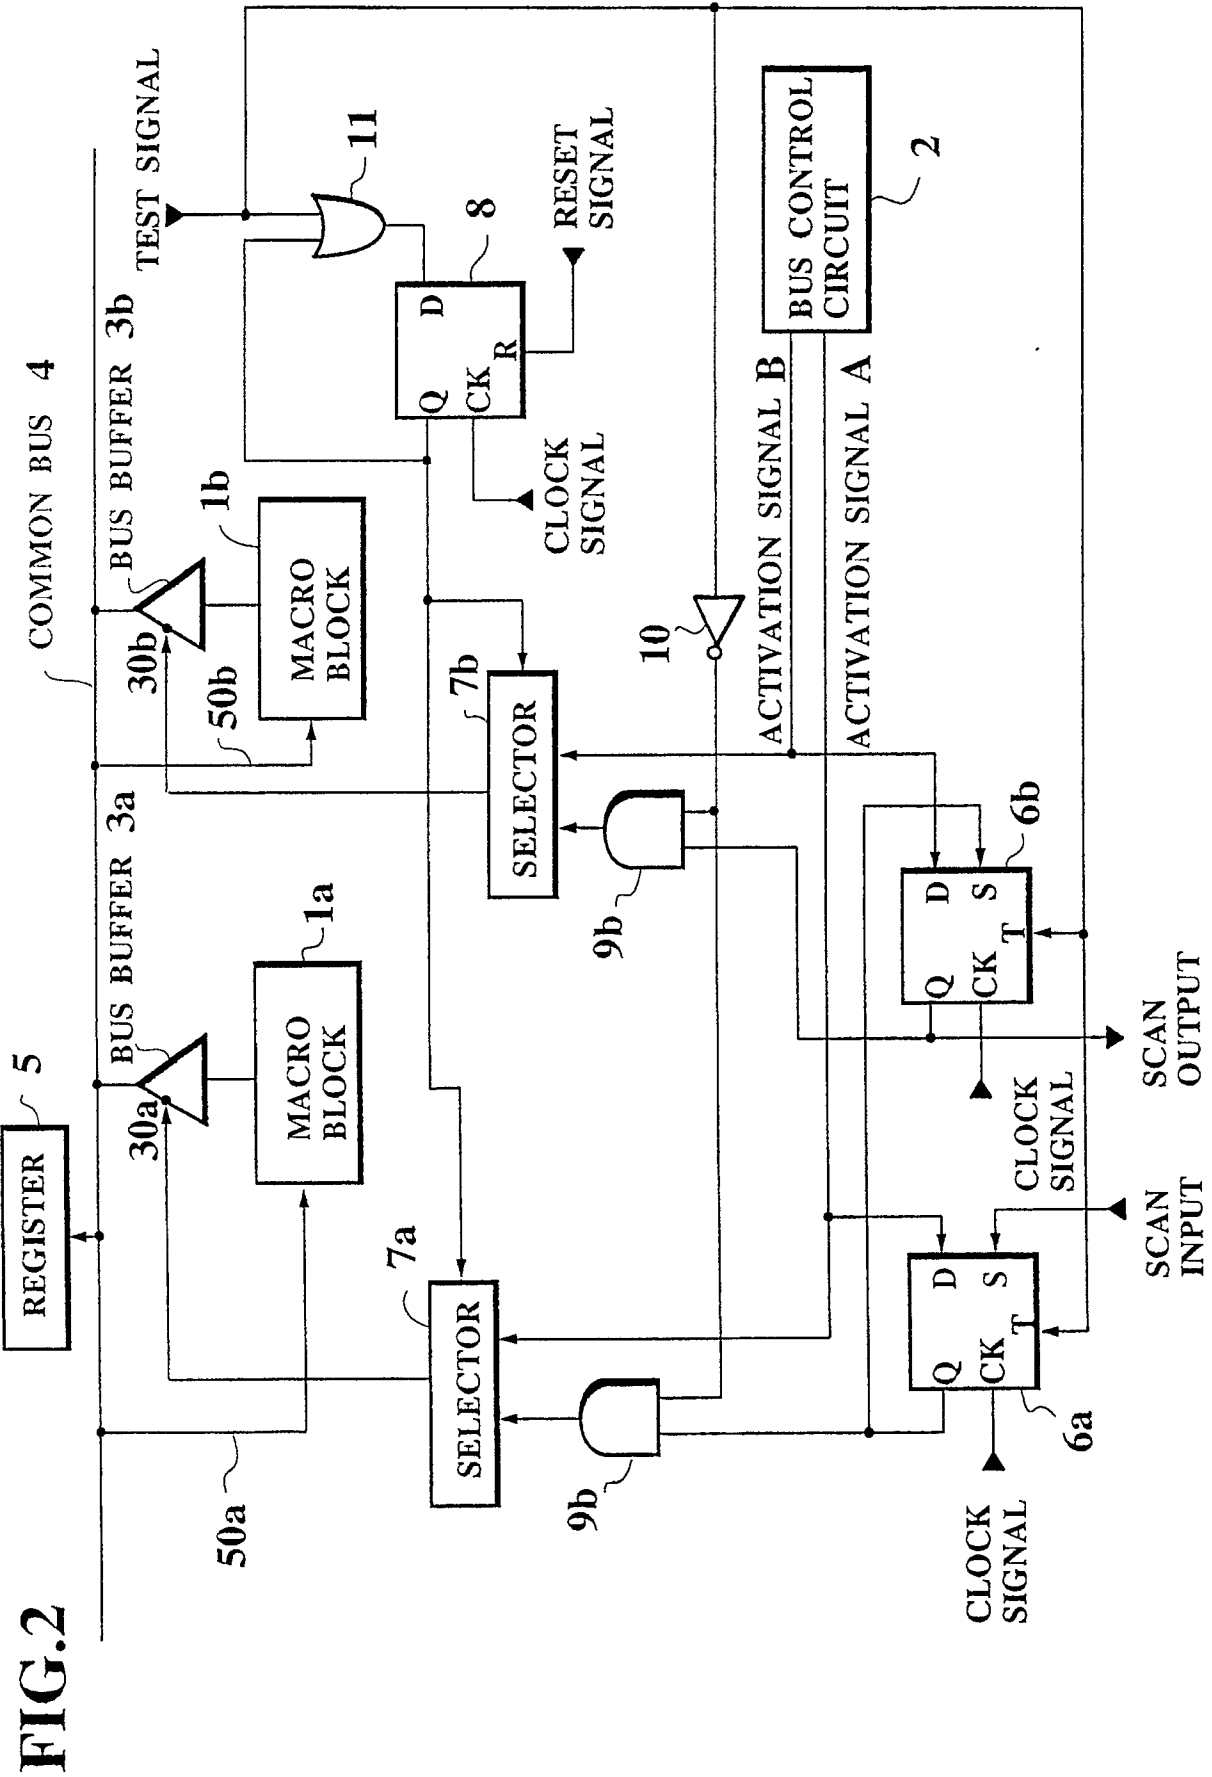 FIG.2
REGISTER
5
COMMON BUS 4
50a
30a
BUS BUFFER 3a
MACRO
BLOCK
1a
50b
30b
BUS BUFFER 3b
MACRO
BLOCK
1b
TEST SIGNAL
11
8
D
Q
CK
R
CLOCK
SIGNAL
RESET
SIGNAL
SELECTOR
7a
SELECTOR
7b
9b
9b
10
ACTIVATION SIGNAL B
ACTIVATION SIGNAL A
BUS CONTROL
CIRCUIT
2
D
S
Q
CK
T
6a
CLOCK
SIGNAL
D
S
Q
CK
T
6b
CLOCK
SIGNAL
SCAN
INPUT
SCAN
OUTPUT